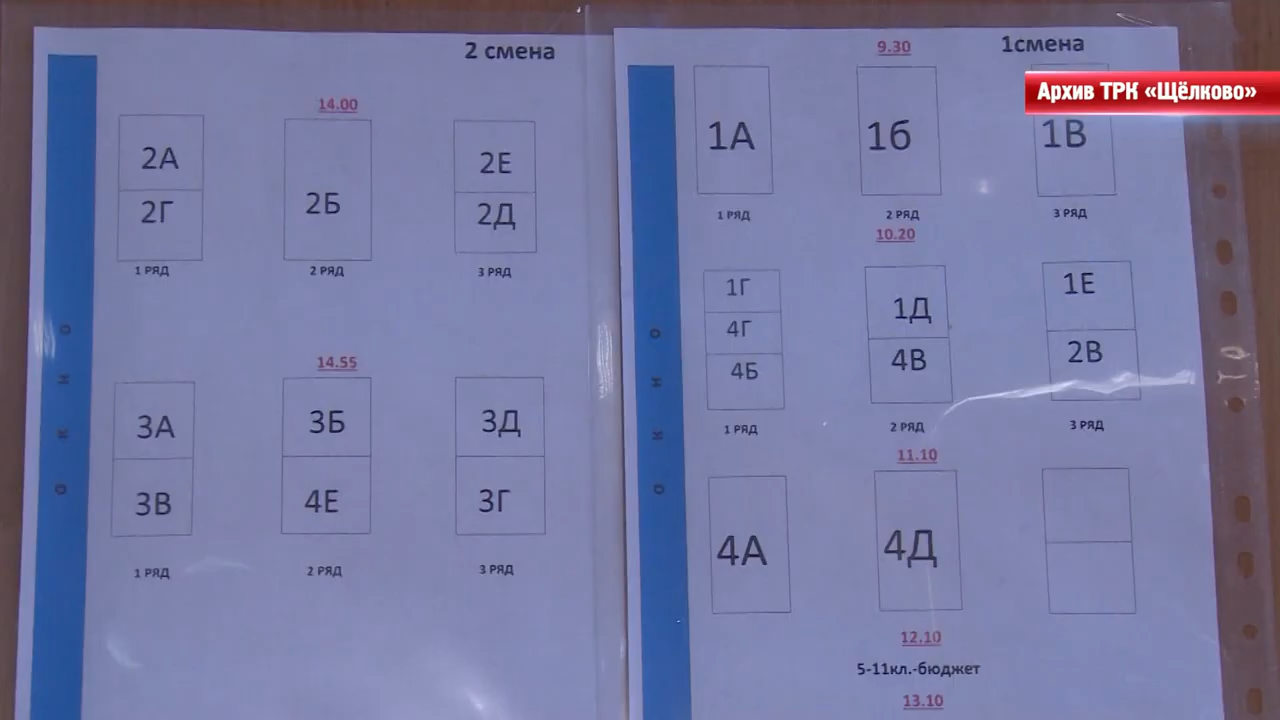 2 смена
14.00
2А
2Б
2Е
2Г
2Д
1 РЯД
2 РЯД
3 РЯД
14.55
3А
3Б
3Д
3В
4Е
3Г
1 РЯД
2 РЯД
3 РЯД
ОКНО
1смена
Архив ТРК «Щёлково»
9.30
1А
1б
1В
1 РЯД
2 РЯД
3 РЯД
10.20
1Г
1Д
1Е
4Г
4В
2В
4Б
1 РЯД
2 РЯД
3 РЯД
11.10
4А
4Д
12.10
5-11кл.-бюджет
13.10
ОКНО